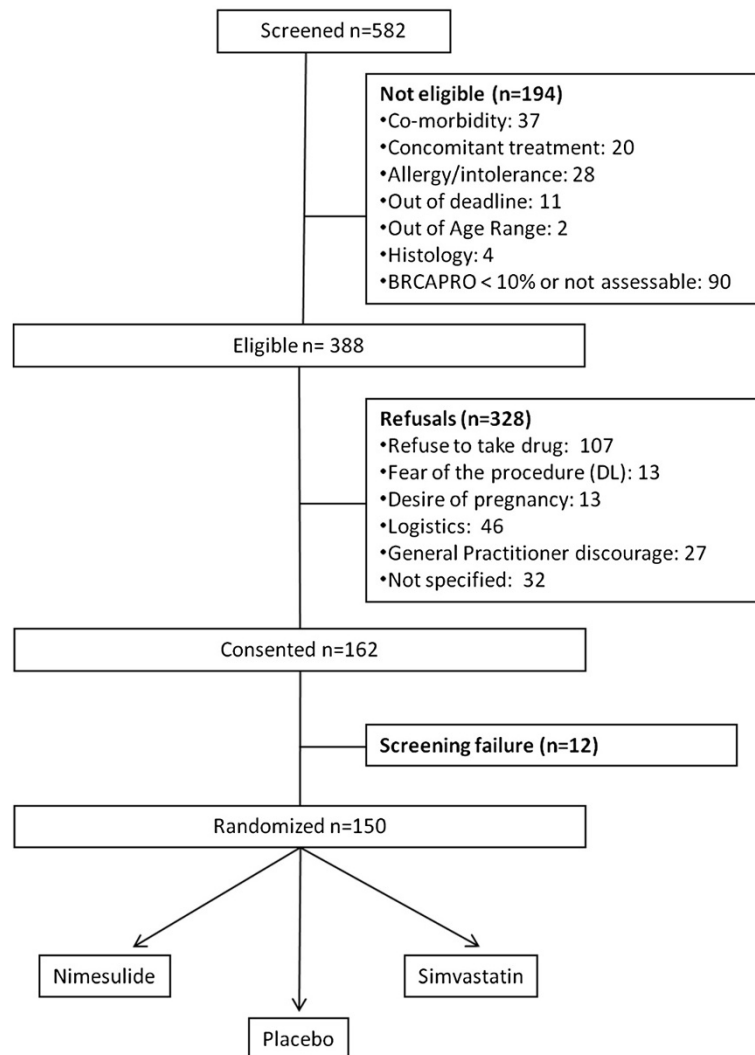 Screened n=582
Not eligible (n=194)
•Co-morbidity: 37
•Concomitant treatment: 20
•Allergy/intolerance: 28
•Out of deadline: 11
•Out of Age Range: 2
•Histology: 4
•BRCAPRO < 10% or not assessable: 90
Eligible n= 388
Refusals (n=328)
•Refuse to take drug: 107
•Fear of the procedure (DL): 13
•Desire of pregnancy: 13
•Logistics: 46
•General Practitioner discourage: 27
•Not specified: 32
Consented n=162
Screening failure (n=12)
Randomized n=150
Nimesulide
Simvastatin
Placebo